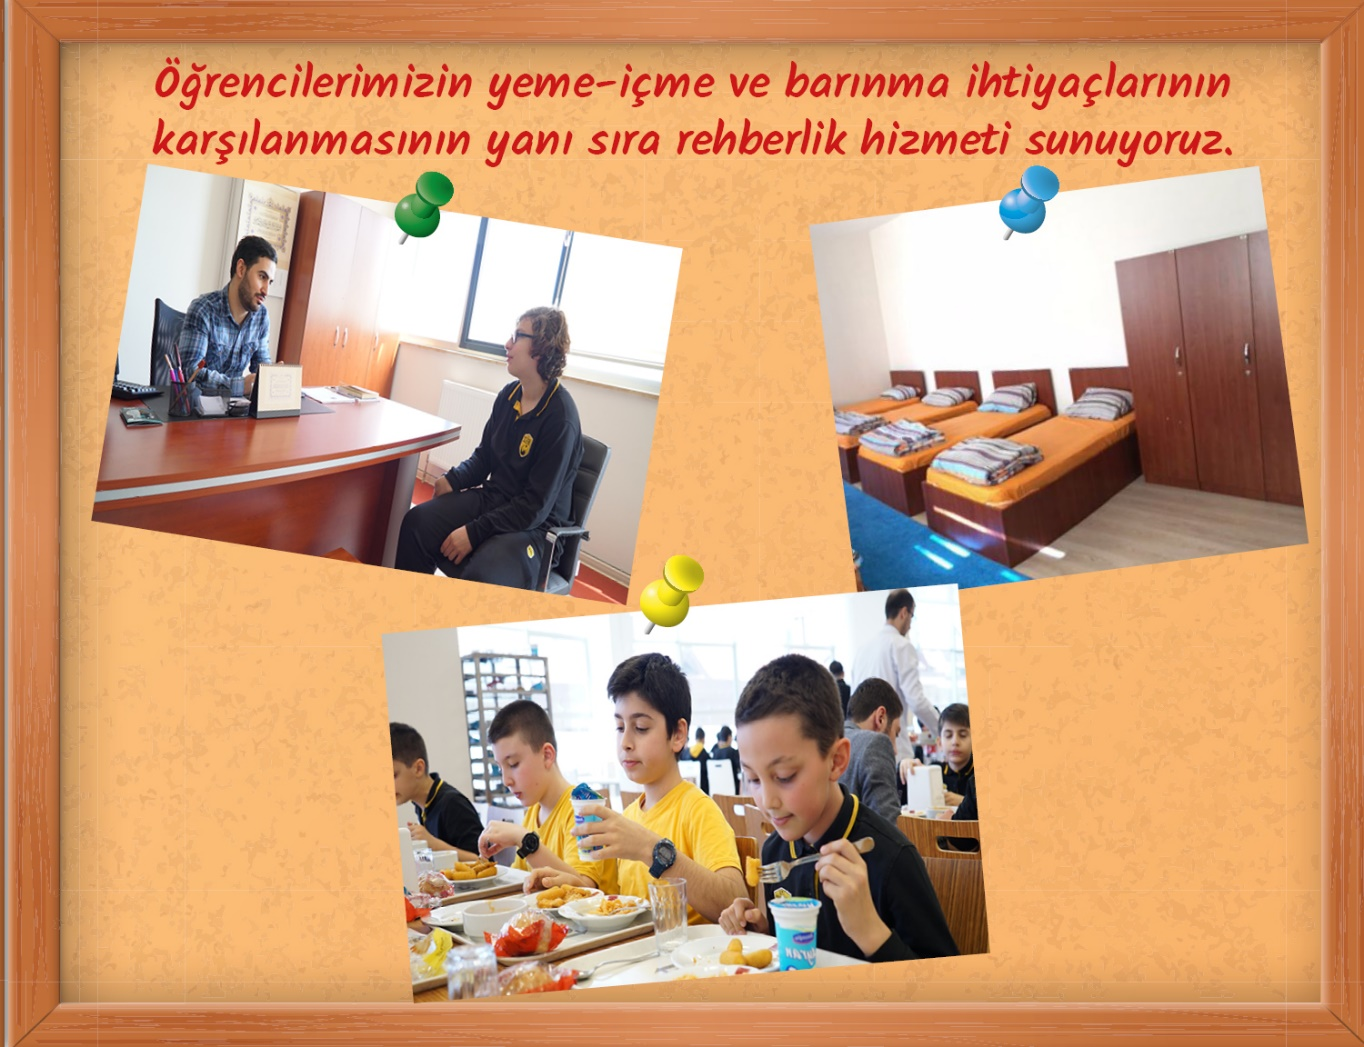 Öğrencilerimizin yeme-içme ve barınma ihtiyaçlarının
karşılanmasının yanı sıra rehberlik hizmeti sunuyoruz.